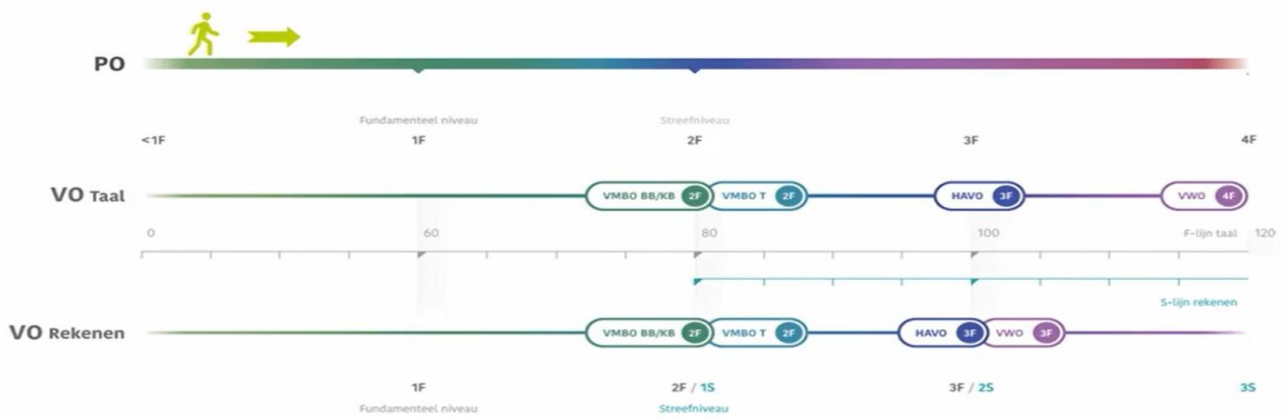 PO
Fundamenteel niveau Streefniveau
<1F 1F 2F 3F 4F
VO Taal VMBO BB/KB 2F VMBO T 2F HAVO 3F VWO 4F
0 60 80 100 F-lijn taal 120
S-lijn rekenen
VO Rekenen VMBO BB/KB 2F VMBO T 2F HAVO 3F VWO 3F
1F 2F / 1S 3F / 2S 3S
Fundamenteel niveau Streefniveau